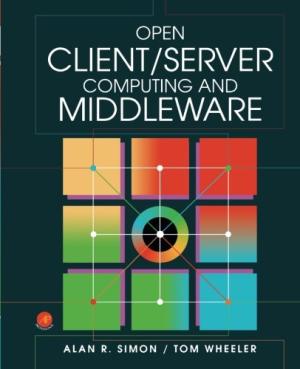 OPEN
CLIENT/SERVER
COMPUTING AND
MIDDLEWARE
ALAN R. SIMON / TOM WHEELER